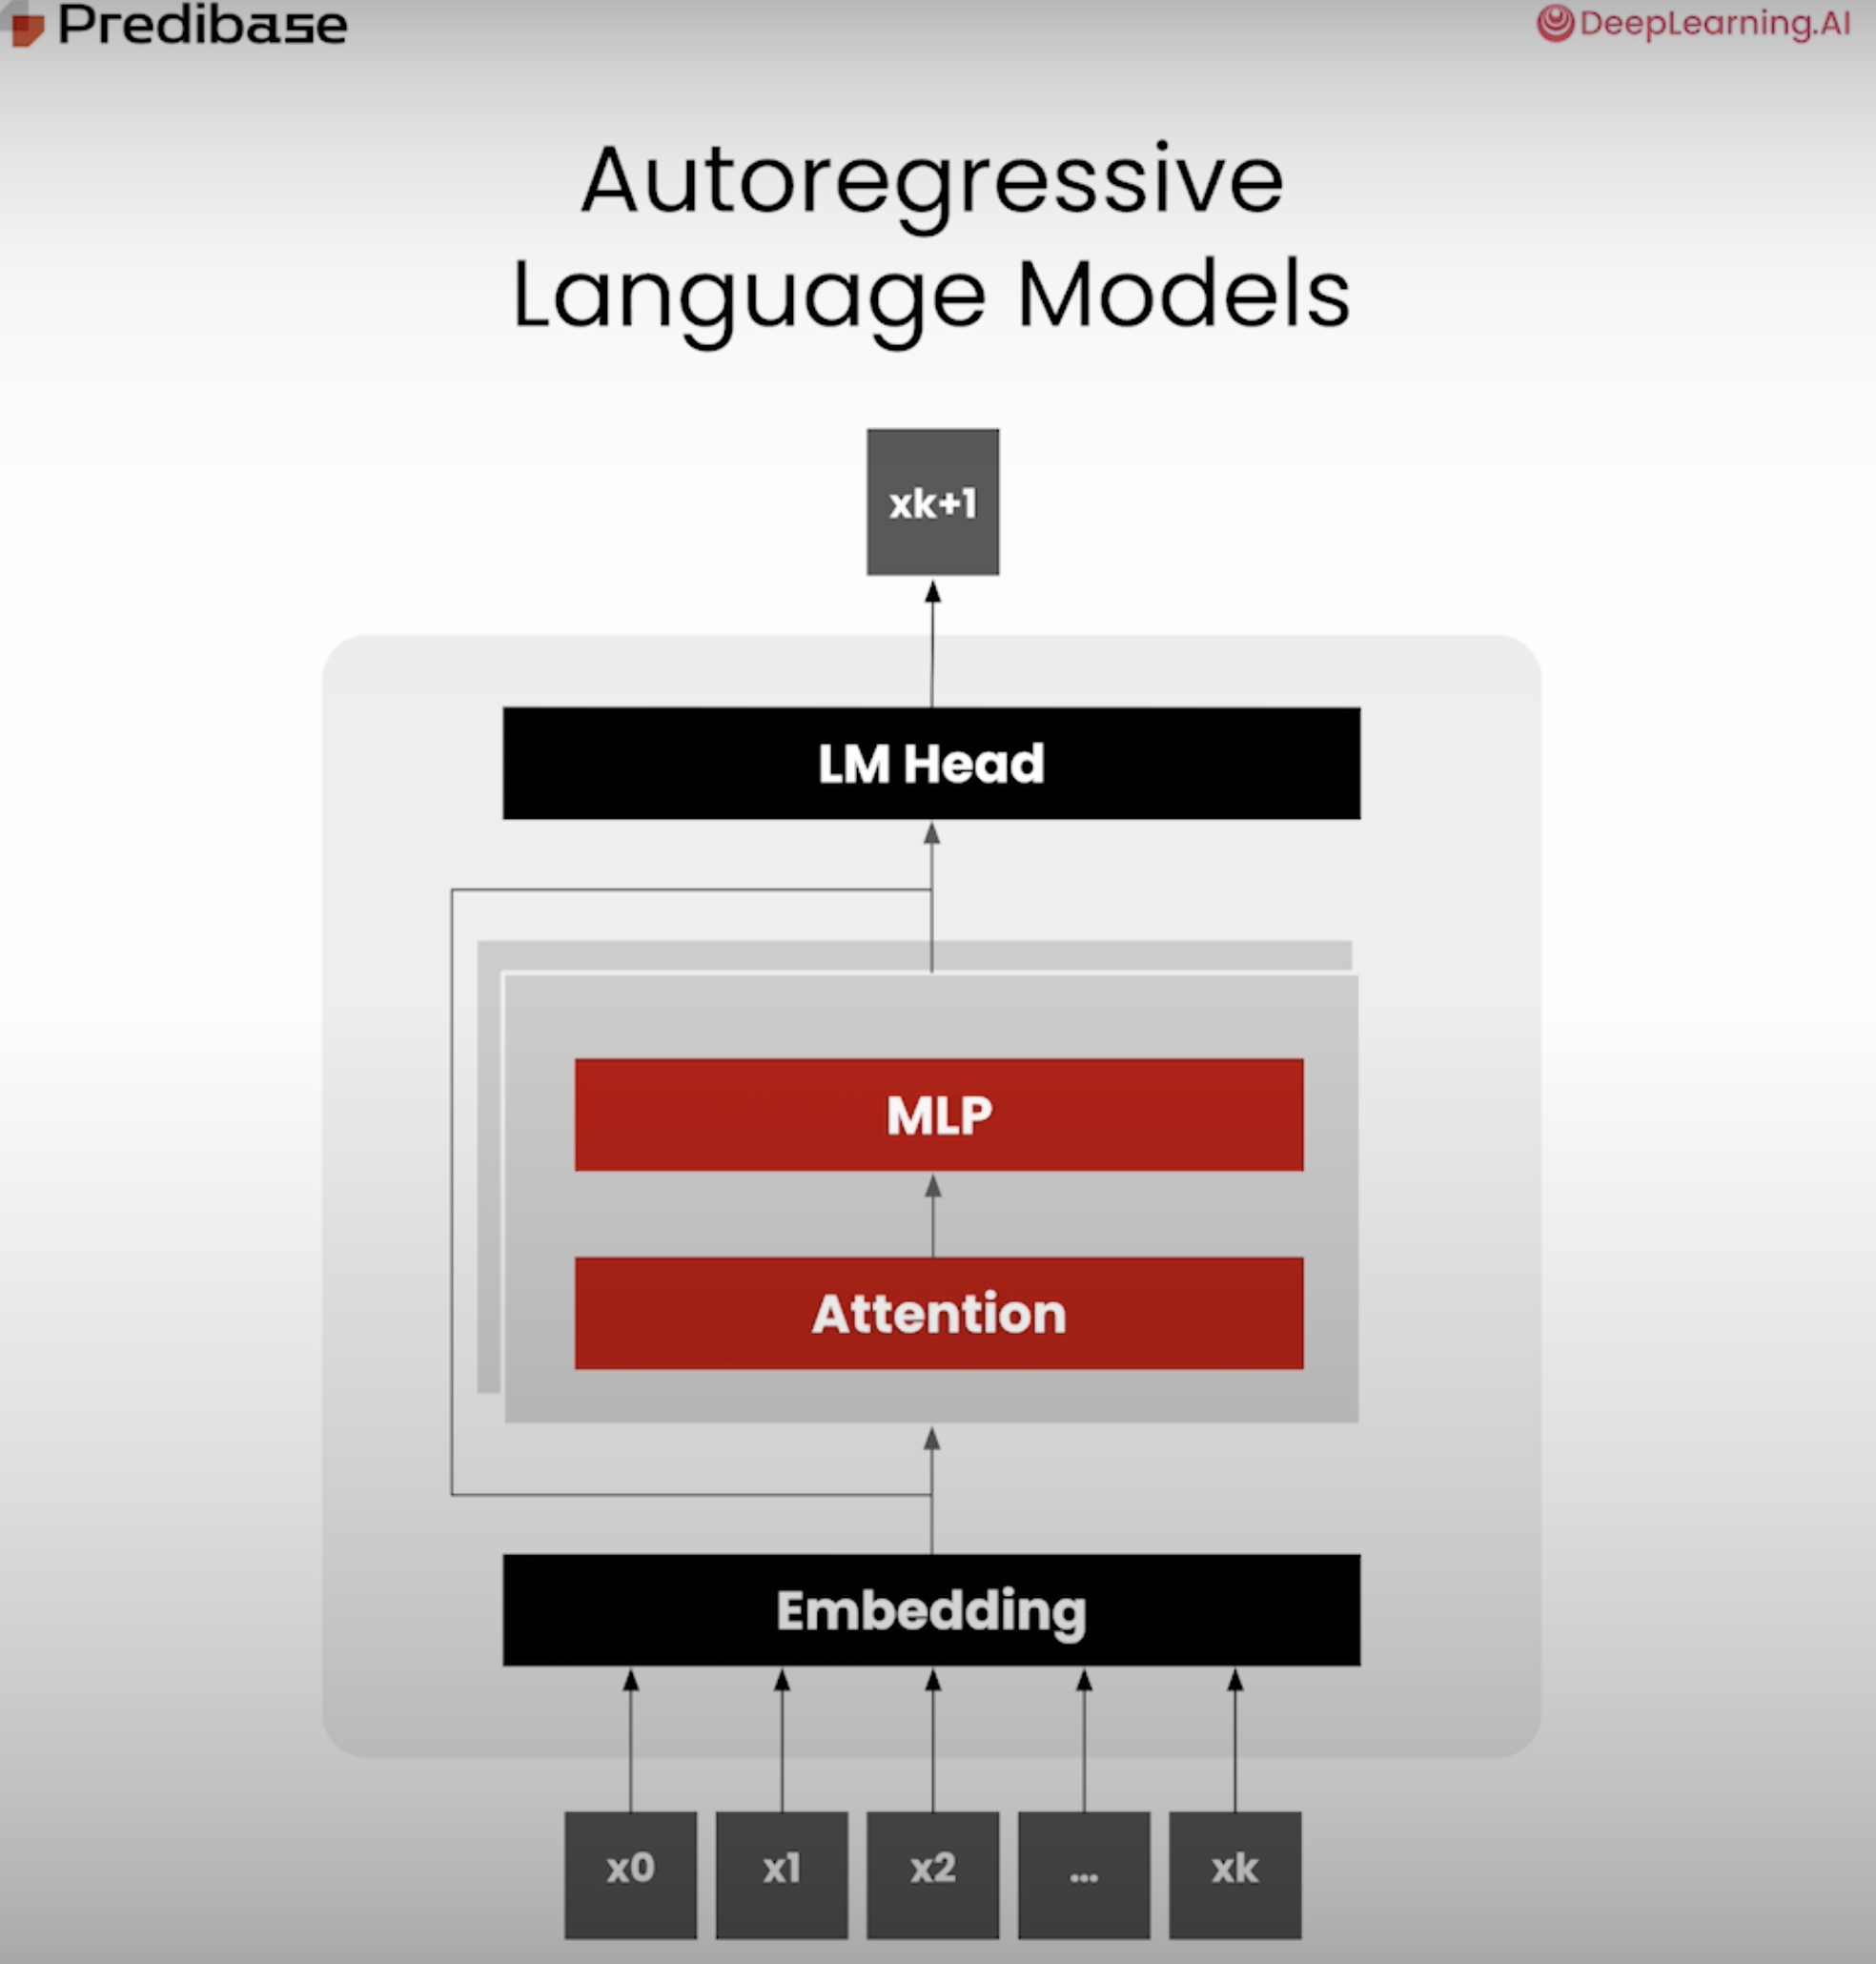 Predibase
DeepLearning.AI
Autoregressive
Language Models
xk+1
LM Head
MLP
Attention
Embedding
x0 x1 x2 ... xk